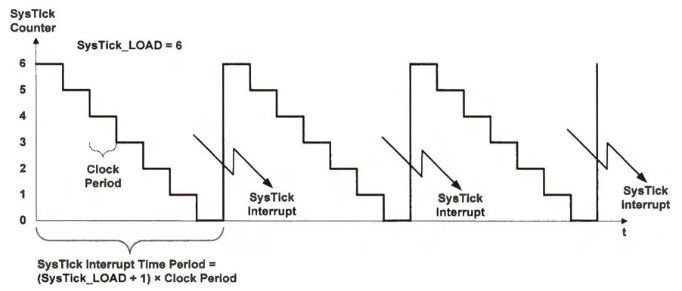 SysTick
Counter
SysTick_LOAD = 6
6
5
4
3
2
1
0
Clock
Period
SysTick
Interrupt
SysTick
Interrupt
SysTick
Interrupt
t
SysTick Interrupt Time Period =
(SysTick_LOAD + 1) × Clock Period